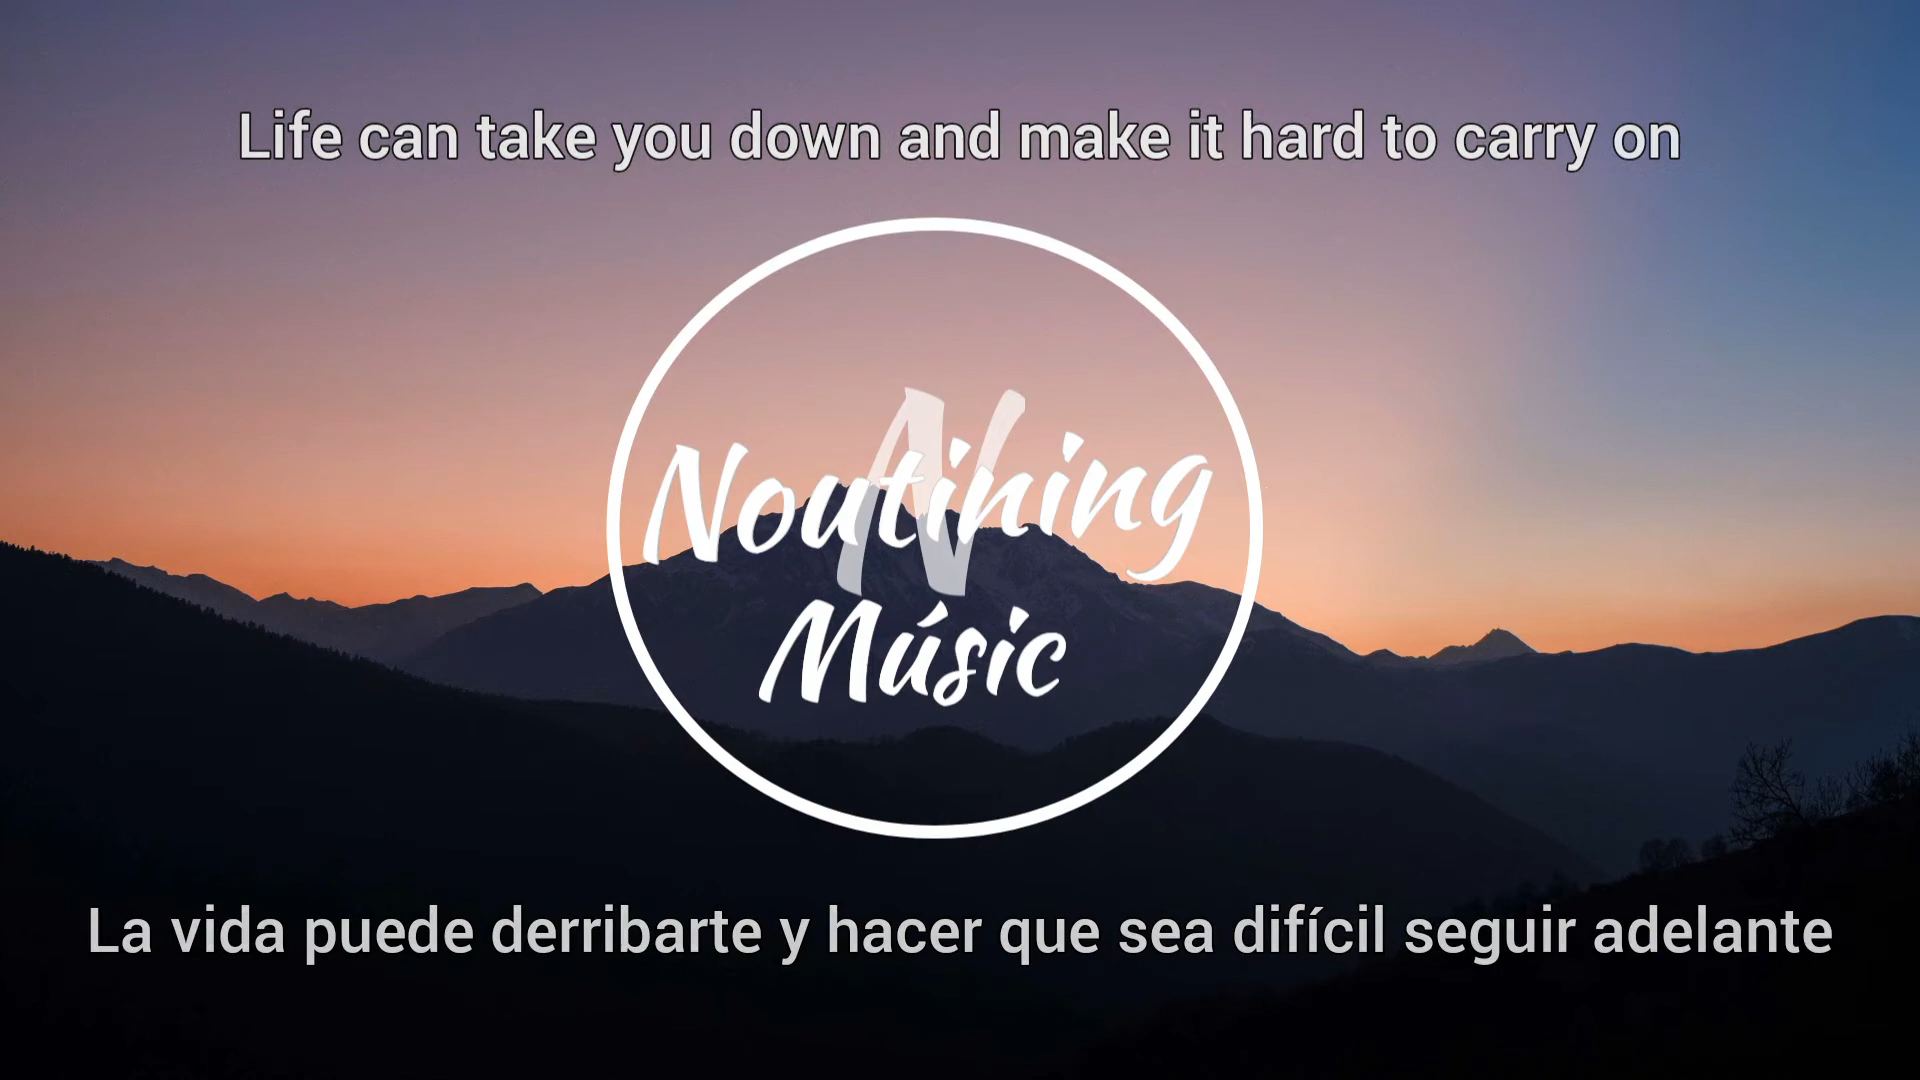 Life can take you down and make it hard to carry on
N
Noutining
Músic
La vida puede derribarte y hacer que sea difícil seguir adelante